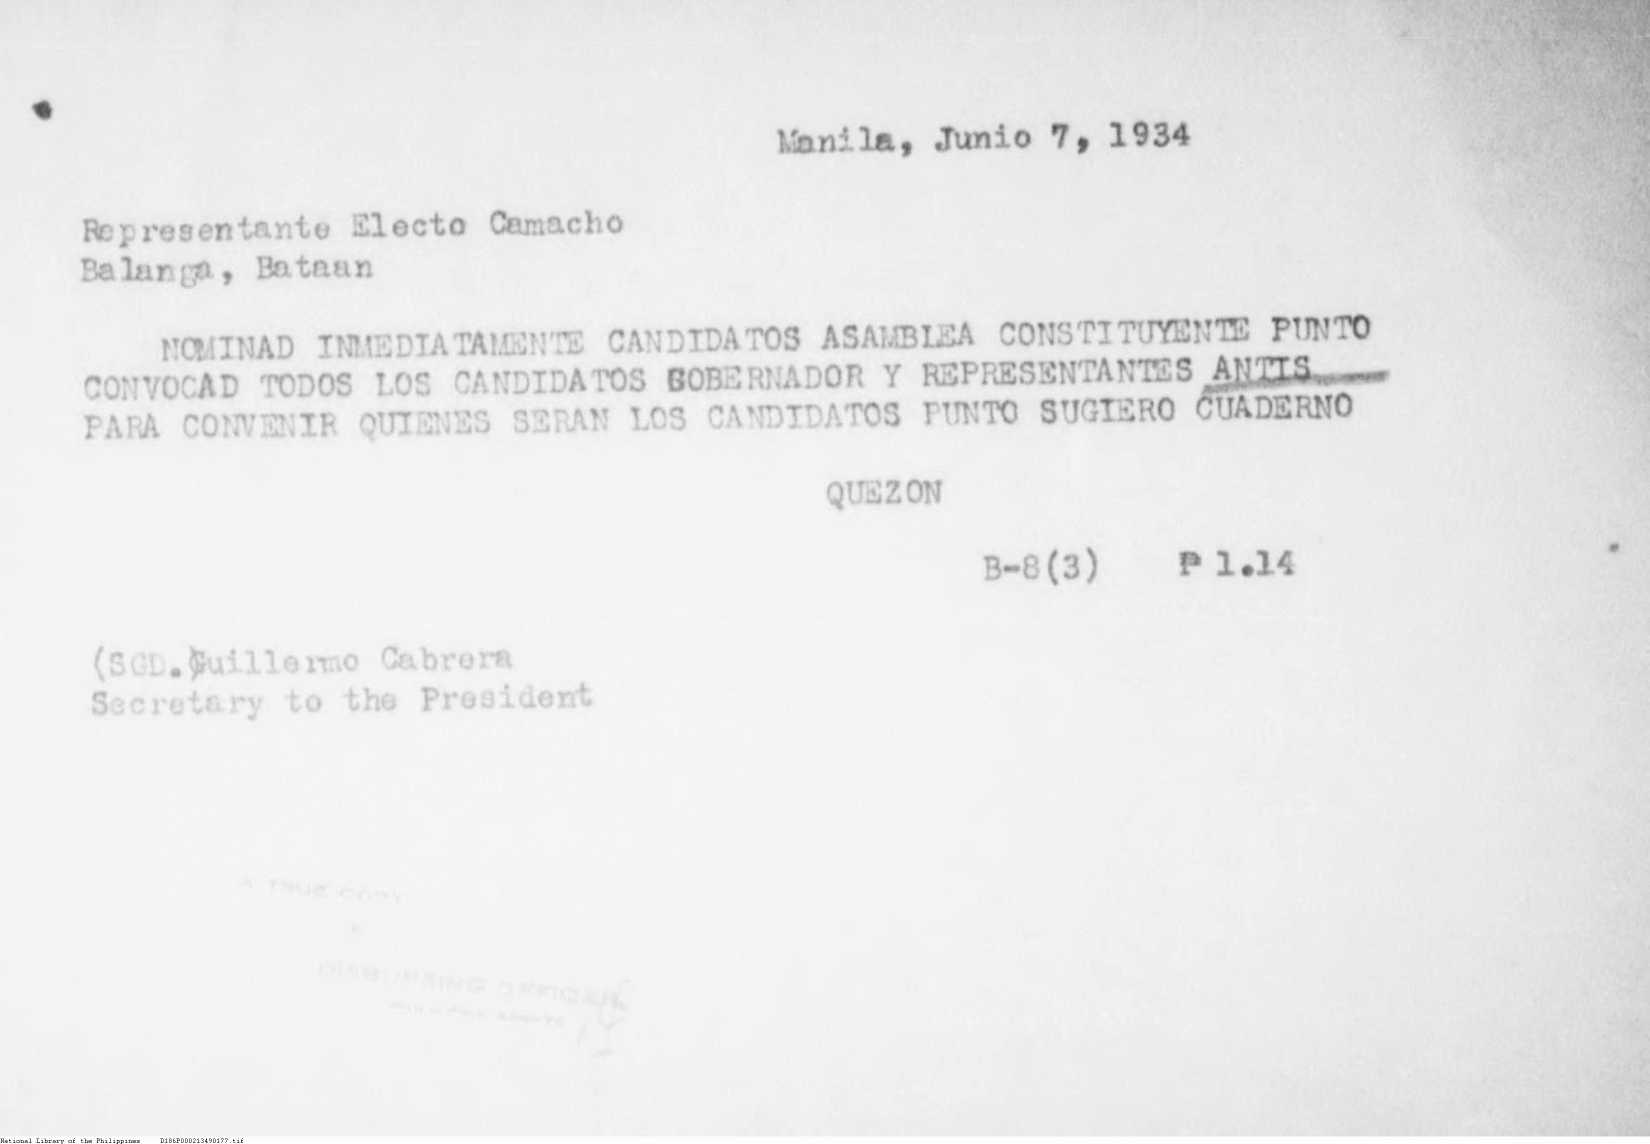 Manila, Junio 7, 1934
Representante Electo Camacho
Balanga, Bataan
NOMINAD INMEDIATAMENTE CANDIDATOS ASAMBLEA CONSTITUYENTE PUNTO
CONVOCAD TODOS LOS CANDIDATOS GOBERNADOR Y REPRESENTANTES ANTIS
PARA CONVENIR QUIENES SERAN LOS CANDIDATOS PUNTO SUGIERO CUADERNO
QUEZON
B-8(3) ₱ 1.14
(SGD.)Guillermo Cabrera
Secretary to the President
A TRUE COPY
DISBURSING OFFICER
National Library of the Philippines D186P000213490177.tif